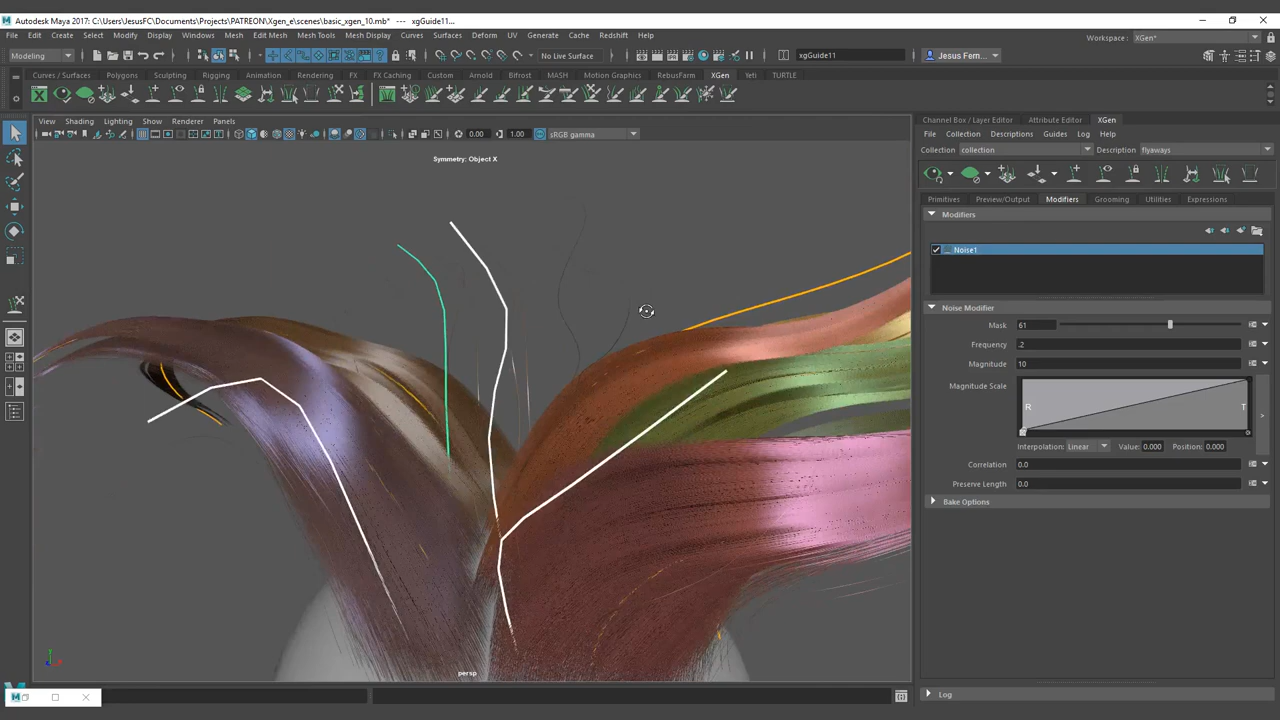 Autodesk Maya 2017: C:\Users\JesusFC\Documents\Projects\PATREON\Xgen_e\scenes\basic_xgen_10.mb* --- xgGuide11...
File Edit Create Select Modify Display Windows Mesh Edit Mesh Mesh Tools Mesh Display Curves Surfaces Deform UV Generate Cache Redshift Help
Workspace : XGen*
Modeling No Live Surface xgGuide11 Jesus Fern...
Curves / Surfaces Polygons Sculpting Rigging Animation Rendering FX FX Caching Custom Arnold Bifrost MASH Motion Graphics RebusFarm XGen Yeti TURTLE
View Shading Lighting Show Renderer Panels
0.00 1.00 sRGB gamma
Symmetry: Object X
persp
Channel Box / Layer Editor Attribute Editor XGen
File Collection Descriptions Guides Log Help
Collection collection Description flyaways
Primitives Preview/Output Modifiers Grooming Utilities Expressions
Modifiers
Noise1
Noise Modifier
Mask 61
Frequency .2
Magnitude 10
Magnitude Scale R T
Interpolation: Linear Value: 0.000 Position: 0.000
Correlation 0.0
Preserve Length 0.0
Bake Options
Log